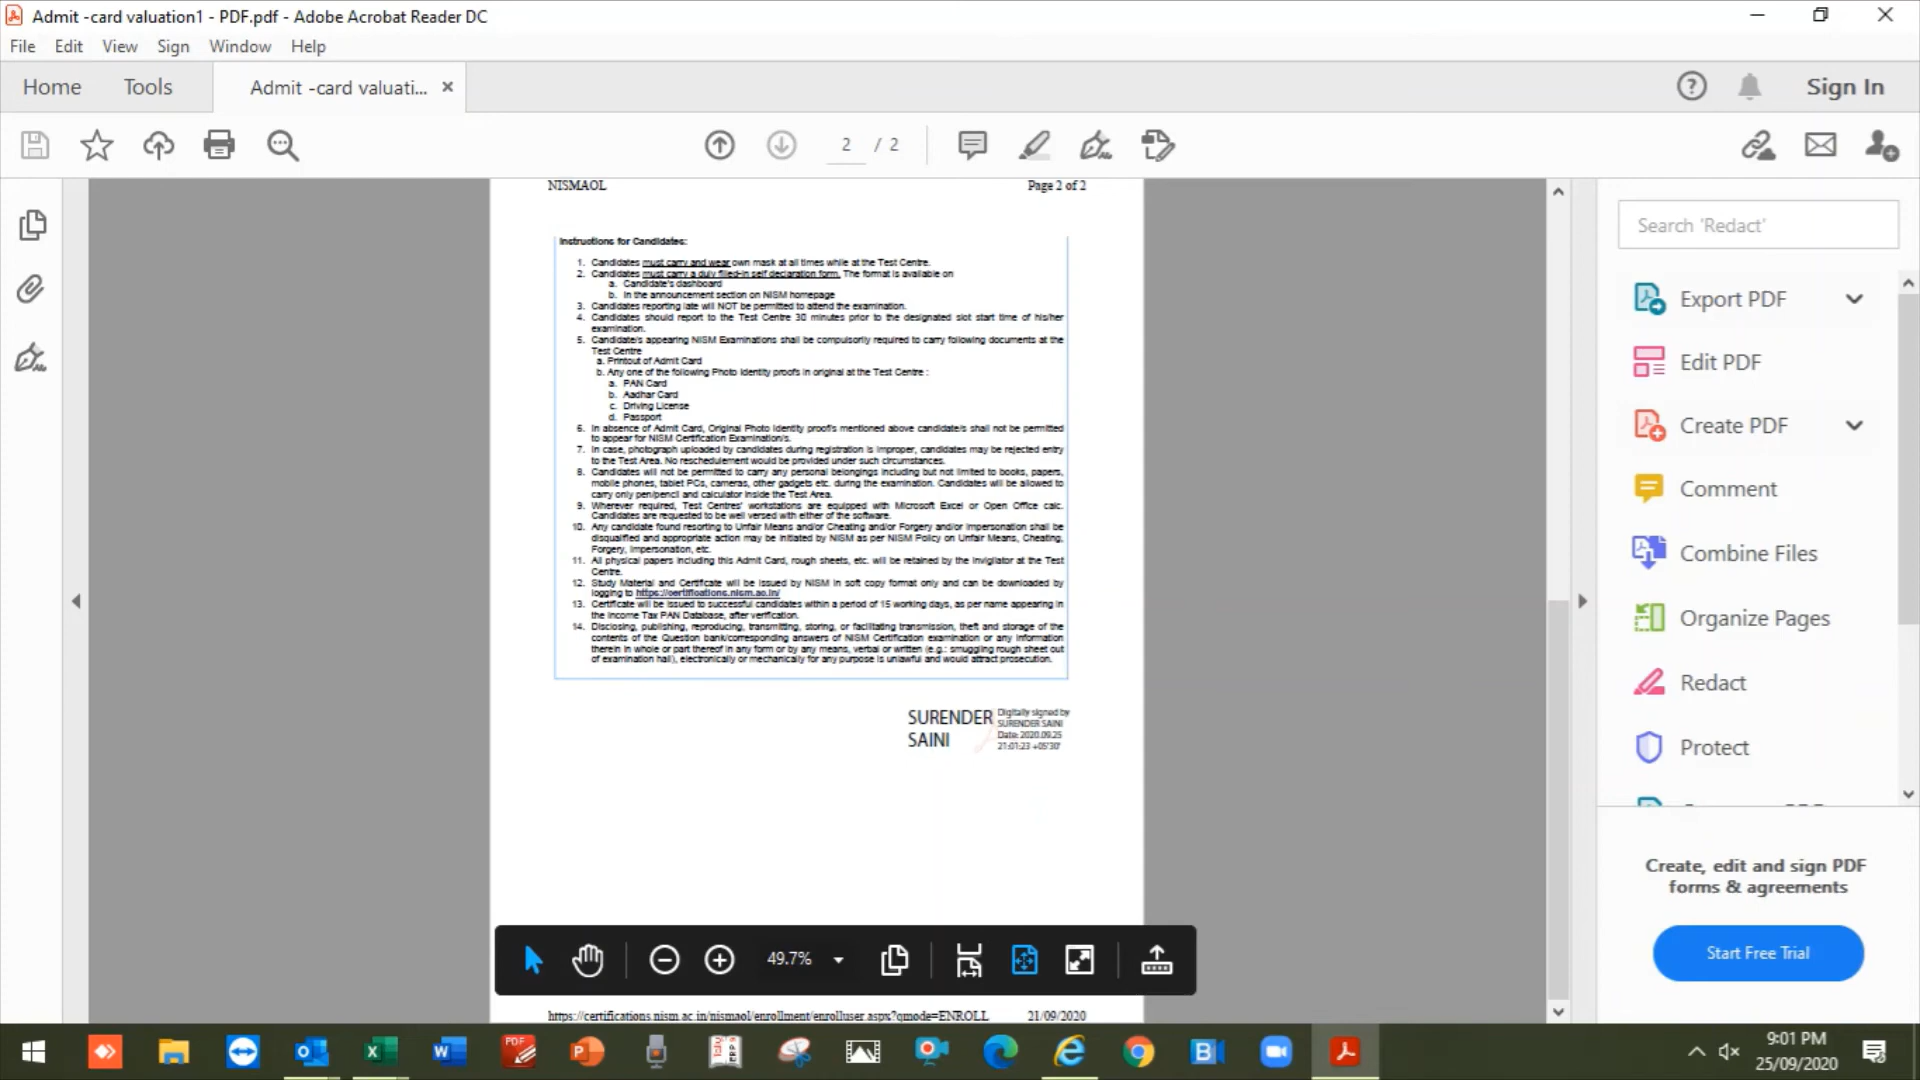 Admit -card valuation1 - PDF.pdf - Adobe Acrobat Reader DC
File Edit View Sign Window Help
Home Tools Admit -card valuati... Sign In
2 / 2
NISMAOL Page 2 of 2
Instructions for Candidates:
1. Candidates must carry and wear own mask at all times while at the Test Centre.
2. Candidates must carry a duly filled-in self declaration form. The format is available on
a. Candidate's dashboard
b. In the announcement section on NISM homepage
3. Candidates reporting late will NOT be permitted to attend the examination.
4. Candidates should report to the Test Centre 30 minutes prior to the designated slot start time of his/her
examination.
5. Candidate/s appearing NISM Examinations shall be compulsorily required to carry following documents at the
Test Centre
a. Printout of Admit Card
b. Any one of the following Photo Identity proofs in original at the Test Centre :
a. PAN Card
b. Aadhar Card
c. Driving License
d. Passport
6. In absence of Admit Card, Original Photo Identity proofs mentioned above candidate/s shall not be permitted
to appear for NISM Certification Examination/s.
7. In case, photograph uploaded by candidates during registration is improper, candidates may be rejected entry
to the Test Area. No reschedulement would be provided under such circumstances.
8. Candidates will not be permitted to carry any personal belongings including but not limited to books, papers,
mobile phones, tablet PCs, cameras, other gadgets etc. during the examination. Candidates will be allowed to
carry only pen/pencil and calculator inside the Test Area.
9. Wherever required, Test Centres' workstations are equipped with Microsoft Excel or Open Office calc.
Candidates are requested to be well versed with either of the software.
10. Any candidate found resorting to Unfair Means and/or Cheating and/or Forgery and/or Impersonation shall be
disqualified and appropriate action may be initiated by NISM as per NISM Policy on Unfair Means, Cheating,
Forgery, Impersonation, etc.
11. All physical papers including this Admit Card, rough sheets, etc. will be retained by the Invigilator at the Test
Centre.
12. Study Material and Certificate will be issued by NISM in soft copy format only and can be downloaded by
logging to https://certifications.nism.ac.in/
13. Certificate will be issued to successful candidates within a period of 15 working days, as per name appearing in
the Income Tax PAN Database, after verification.
14. Disclosing, publishing, reproducing, transmitting, storing, or facilitating transmission, theft and storage of the
contents of the Question bank/corresponding answers of NISM Certification examination or any information
therein in whole or part thereof in any form or by any means, verbal or written (e.g.: smuggling rough sheet out
of examination hall), electronically or mechanically for any purpose is unlawful and would attract prosecution.
SURENDER
SAINI
Digitally signed by
SURENDER SAINI
Date: 2020.09.25
21:01:23 +05'30'
49.7%
https://certifications.nism.ac.in/nismaol/enrollment/enrolluser.aspx?qmode=ENROLL 21/09/2020
Search 'Redact'
Export PDF
Edit PDF
Create PDF
Comment
Combine Files
Organize Pages
Redact
Protect
Create, edit and sign PDF
forms & agreements
Start Free Trial
9:01 PM
25/09/2020